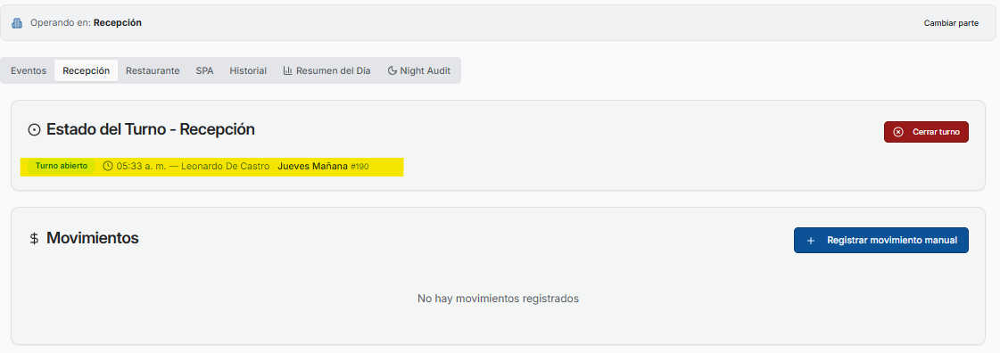 Operando en: Recepción
Cambiar parte
Eventos Recepción Restaurante SPA Historial Resumen del Día Night Audit
Estado del Turno - Recepción
Cerrar turno
Turno abierto 05:33 a. m. — Leonardo De Castro Jueves Mañana #190
$ Movimientos
+ Registrar movimiento manual
No hay movimientos registrados